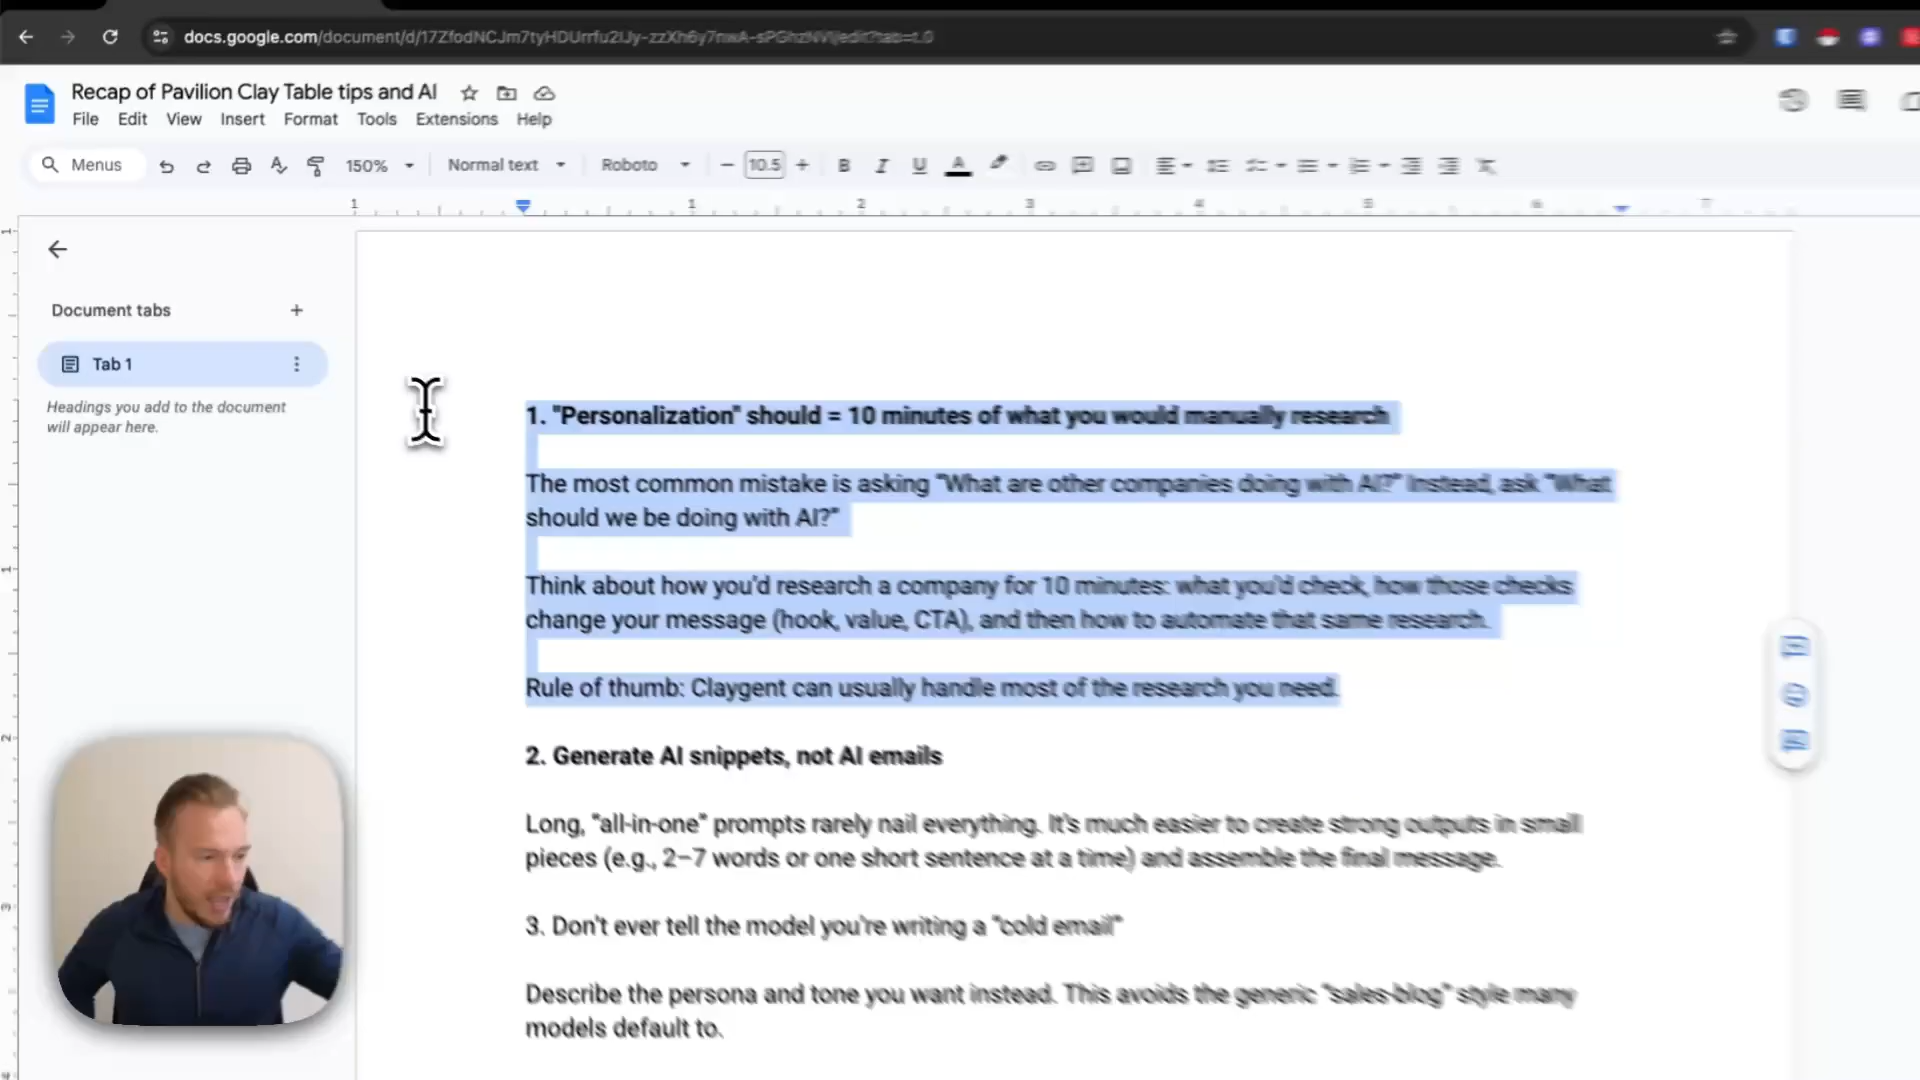 docs.google.com/document/d/
Recap of Pavilion Clay Table tips and AI
File Edit View Insert Format Tools Extensions Help
Menus 150% Normal text Roboto 10.5 B I U A
1 1 2 3 4 5 6 7
Document tabs
Tab 1
Headings you add to the document
will appear here.
1. "Personalization" should = 10 minutes of what you would manually research
The most common mistake is asking "What are other companies doing with AI?" Instead, ask "What
should we be doing with AI?"
Think about how you'd research a company for 10 minutes: what you'd check, how those checks
change your message (hook, value, CTA), and then how to automate that same research.
Rule of thumb: Claygent can usually handle most of the research you need.
2. Generate AI snippets, not AI emails
Long, "all-in-one" prompts rarely nail everything. It's much easier to create strong outputs in small
pieces (e.g., 2–7 words or one short sentence at a time) and assemble the final message.
3. Don't ever tell the model you're writing a "cold email"
Describe the persona and tone you want instead. This avoids the generic "sales-blog" style many
models default to.